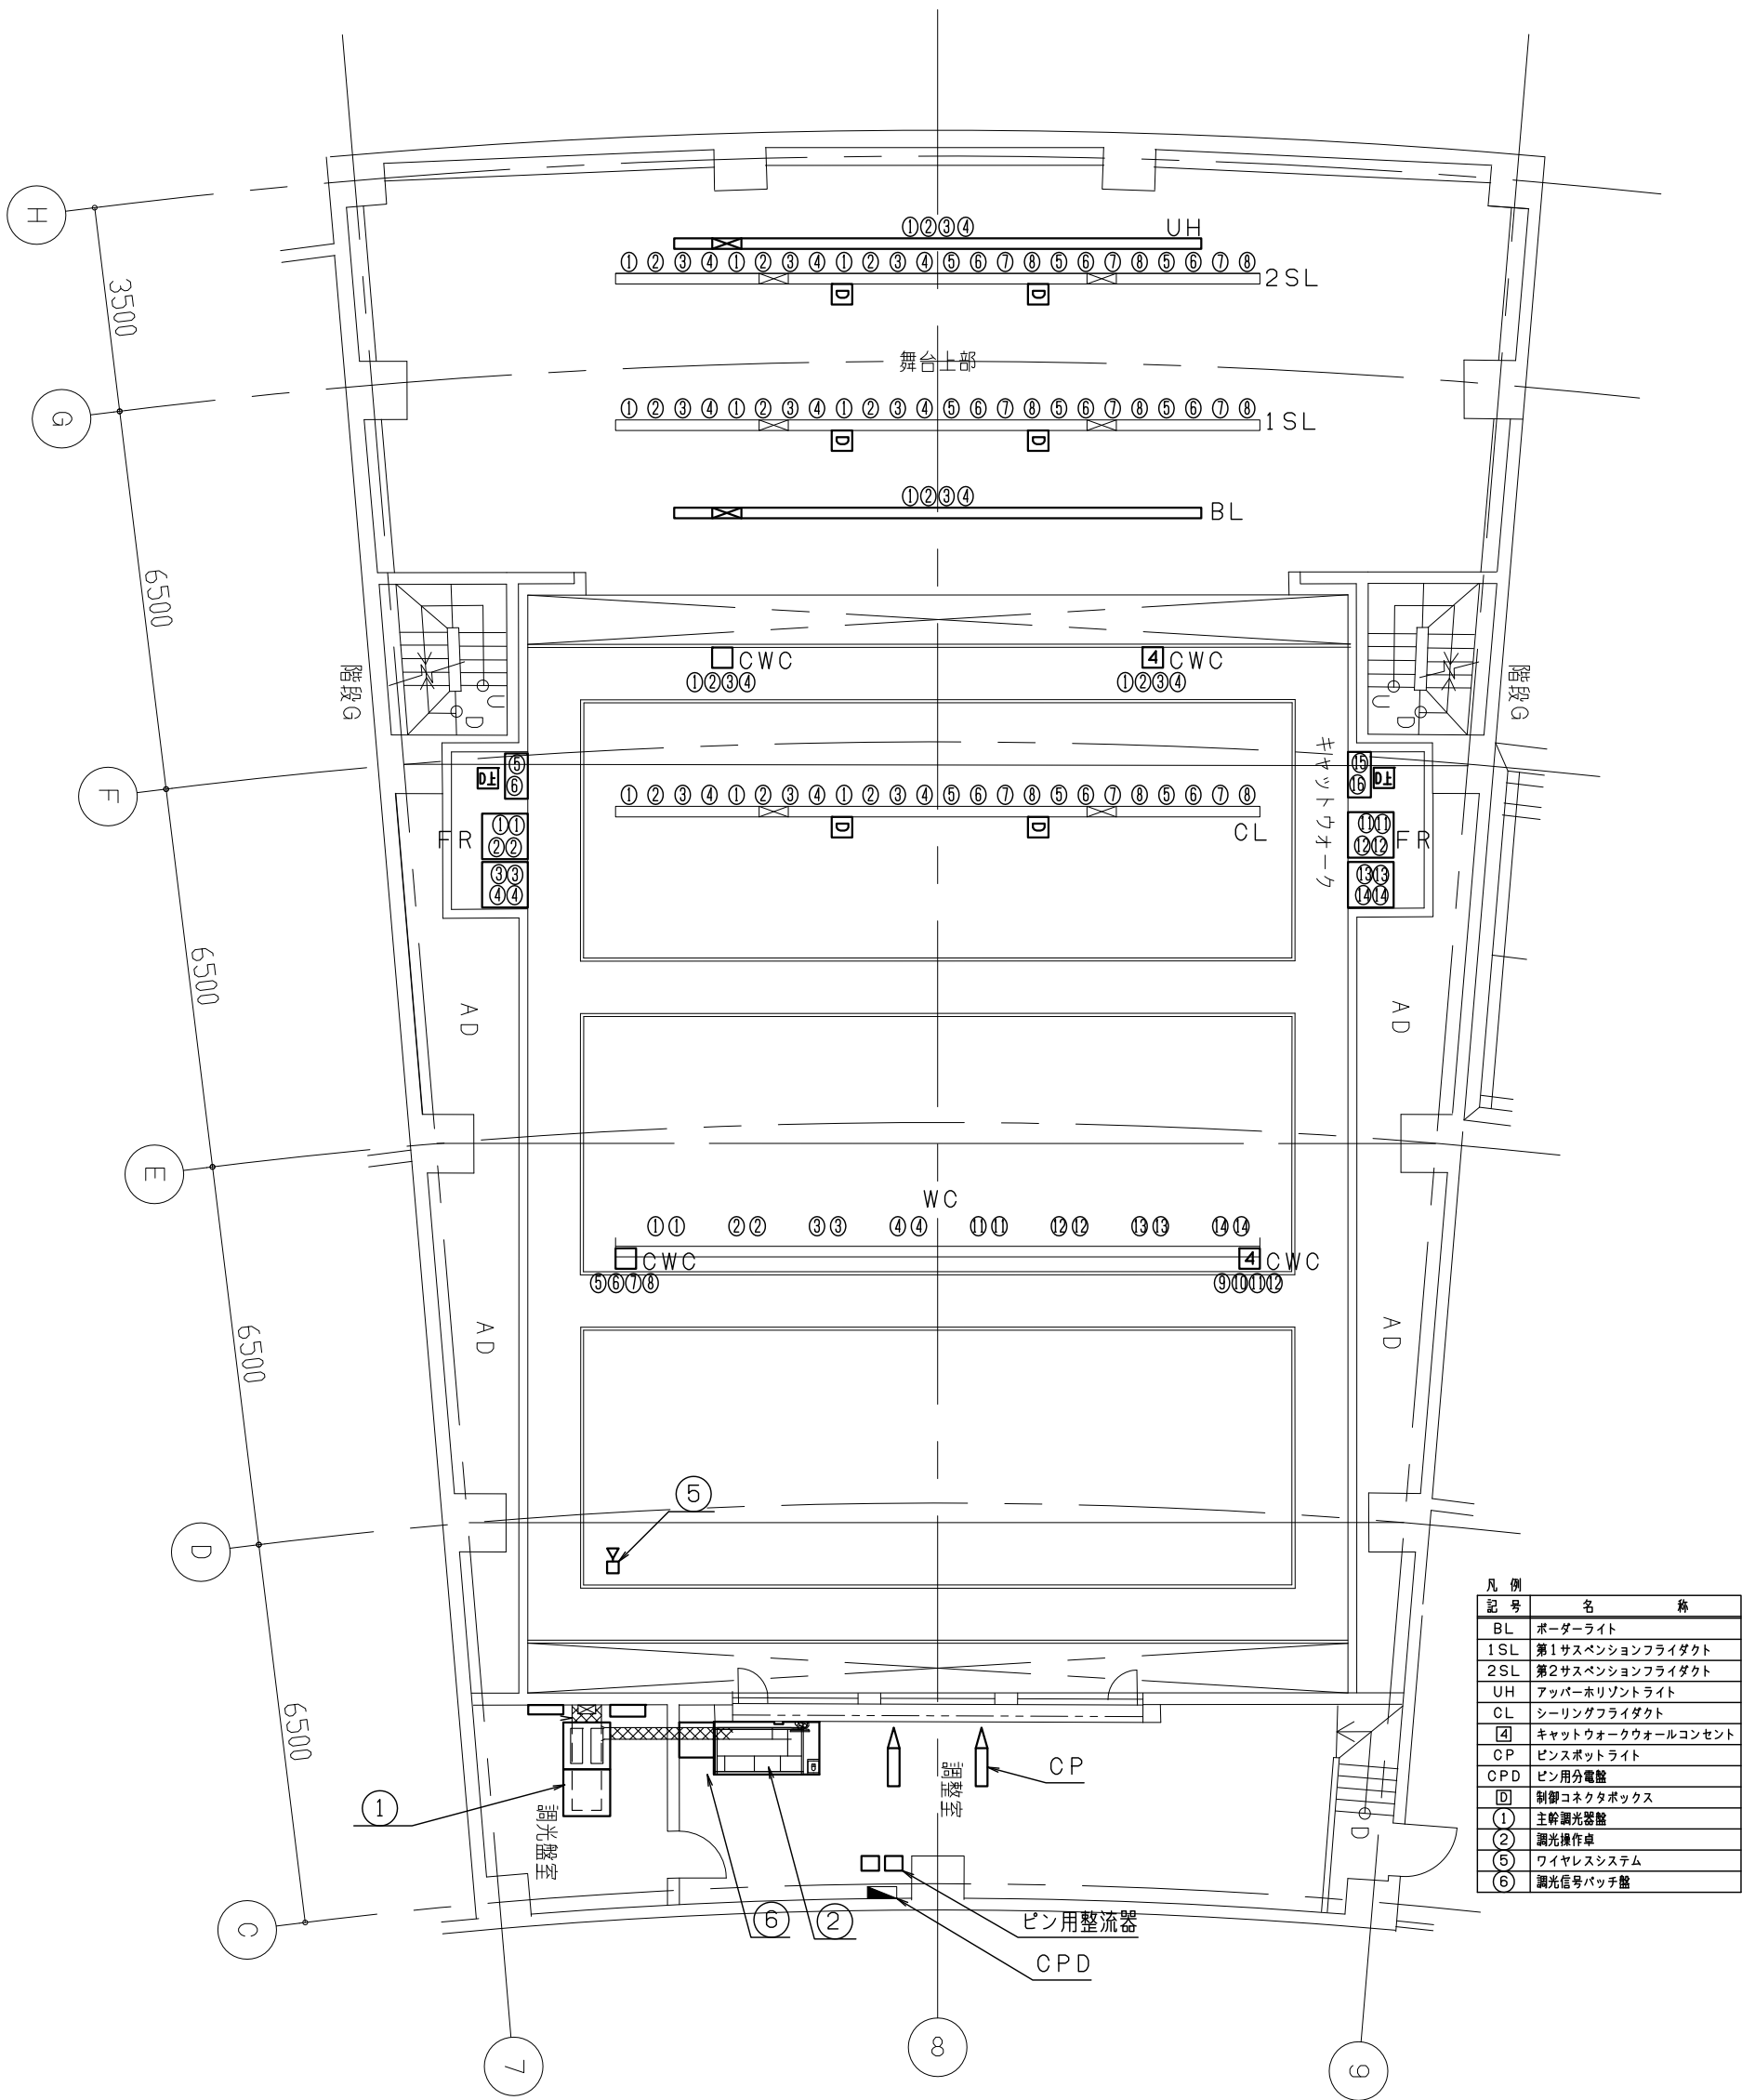 H
①②③④
UH
①②③④①②③④①②③④⑤⑥⑦⑧⑤⑥⑦⑧⑤⑥⑦⑧
2SL
D
D
3500
舞台上部
G
①②③④①②③④①②③④⑤⑥⑦⑧⑤⑥⑦⑧⑤⑥⑦⑧
1SL
D
D
①②③④
BL
6500
CWC
①②③④
4
CWC
①②③④
階段G
U
D
階段G
U
D
キャットウォーク
F
D上
⑤
⑥
⑮
⑯
D上
①②③④①②③④①②③④⑤⑥⑦⑧⑤⑥⑦⑧⑤⑥⑦⑧
CL
D
D
FR
①①
②②
③③
④④
⑪⑪
⑫⑫
FR
⑬⑬
⑭⑭
6500
AD
AD
E
WC
①① ②② ③③ ④④ ⑪⑪ ⑫⑫ ⑬⑬ ⑭⑭
CWC
⑤⑥⑦⑧
4
CWC
⑨⑩⑪⑫
6500
AD
AD
⑤
D
6500
①
調光盤室
調整室
CP
D
⑥
②
ピン用整流器
CPD
C
7
8
9
凡 例
記 号 名 称
BL ボーダーライト
1SL 第1サスペンションフライダクト
2SL 第2サスペンションフライダクト
UH アッパーホリゾントライト
CL シーリングフライダクト
4 キャットウォークウォールコンセント
CP ピンスポットライト
CPD ピン用分電盤
D 制御コネクタボックス
① 主幹調光器盤
② 調光操作卓
⑤ ワイヤレスシステム
⑥ 調光信号パッチ盤